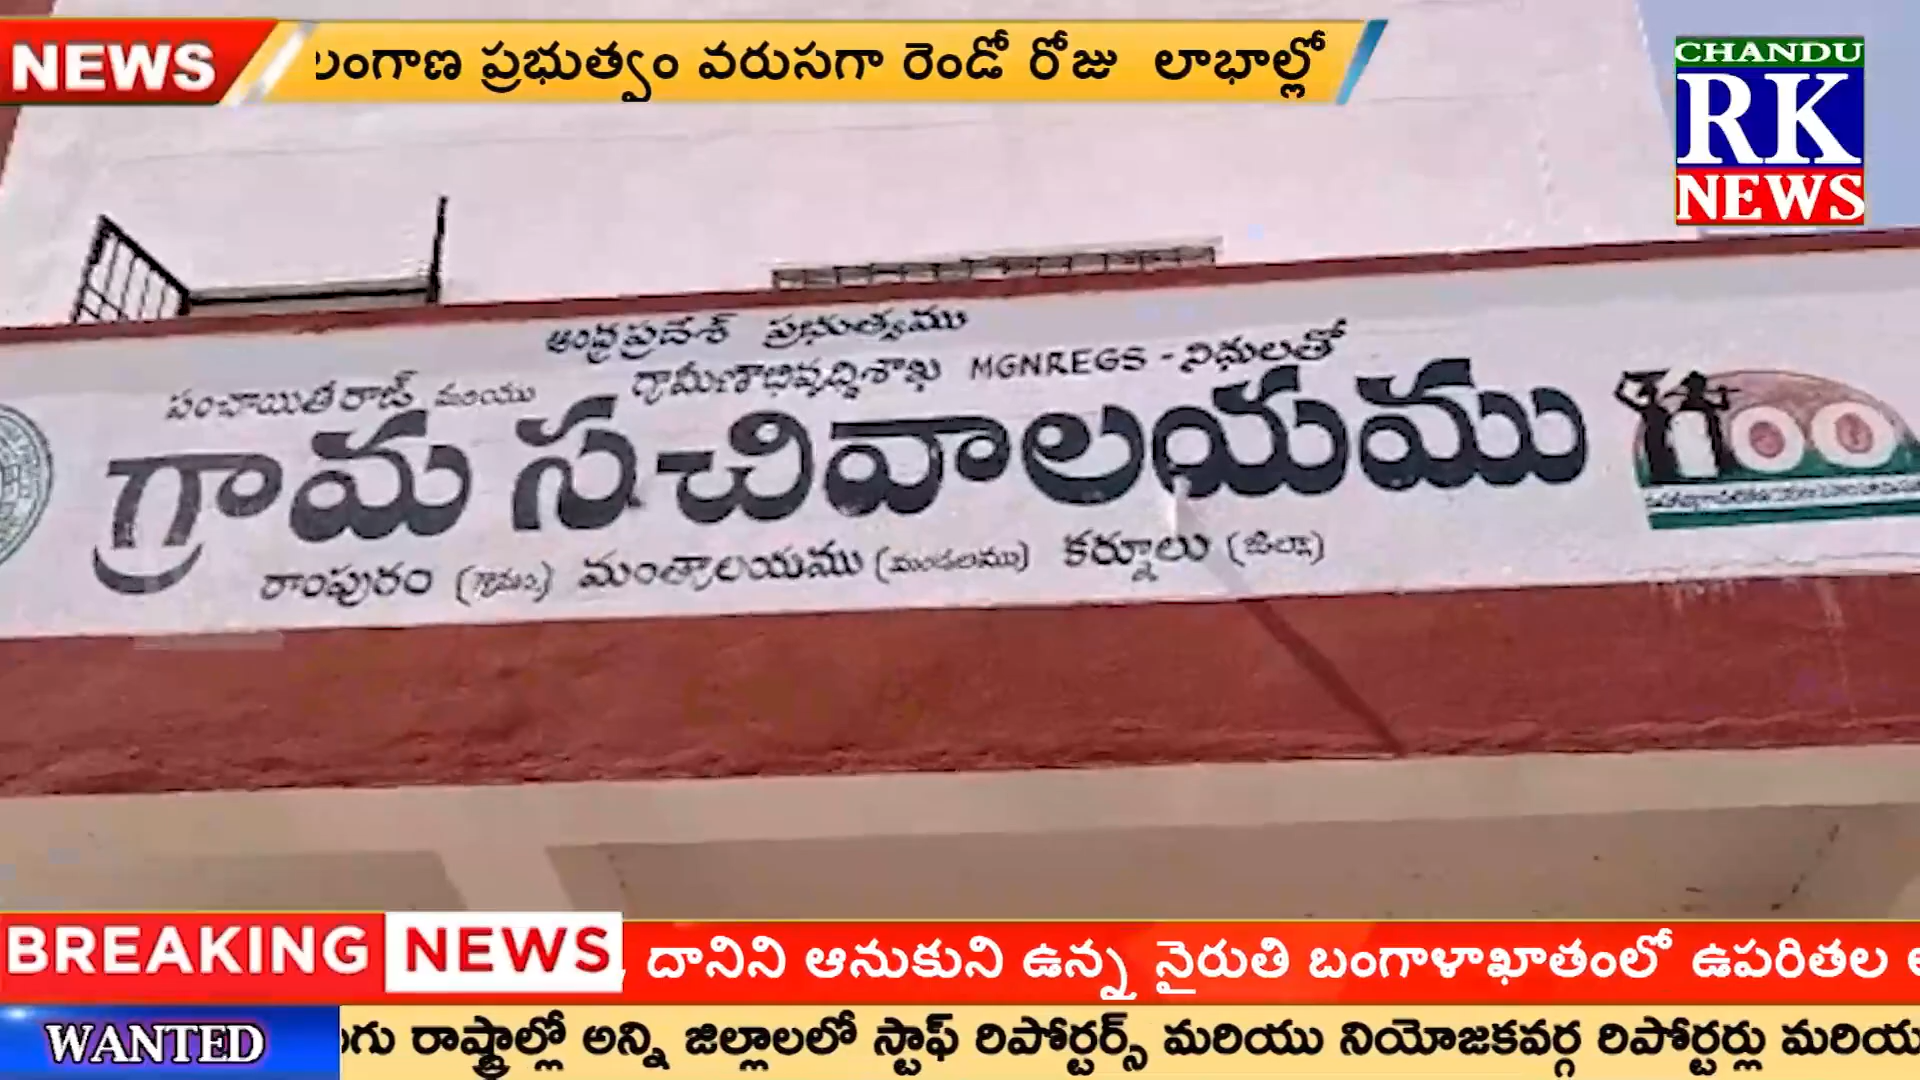 NEWS
లంగాణ ప్రభుత్వం వరుసగా రెండో రోజు లాభాల్లో
CHANDU
RK
NEWS
ఆంధ్రప్రదేశ్ ప్రభుత్వము
పంచాయితీరాజ్ మరియు గ్రామీణాభివృద్ధిశాఖ MGNREGS - నిధులతో
గ్రామ సచివాలయము
రాంపురం (గ్రామం) మంత్రాలయము (మండలము) కర్నూలు (జిల్లా)
BREAKING NEWS
దానిని ఆనుకుని ఉన్న నైరుతి బంగాళాఖాతంలో ఉపరితల
WANTED
గు రాష్ట్రాల్లో అన్ని జిల్లాలలో స్టాఫ్ రిపోర్టర్స్ మరియు నియోజకవర్గ రిపోర్టర్లు మరియు